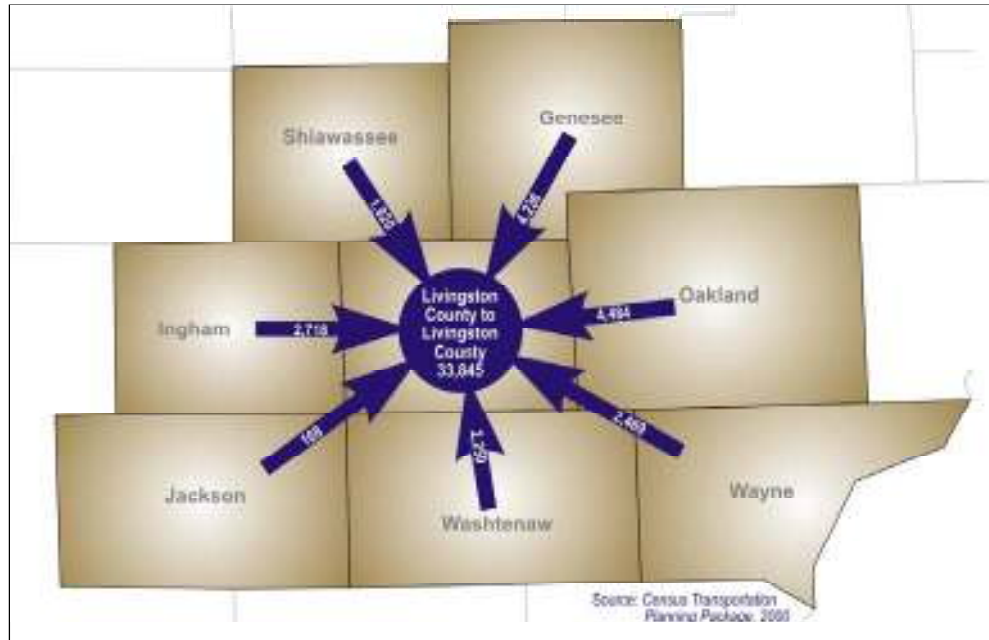 Shiawassee
Genesee
Ingham
Oakland
Livingston
County to
Livingston
County
33,845
2,718
4,484
2,469
Jackson
Washtenaw
Wayne
Source: Census Transportation
Planning Package, 2000